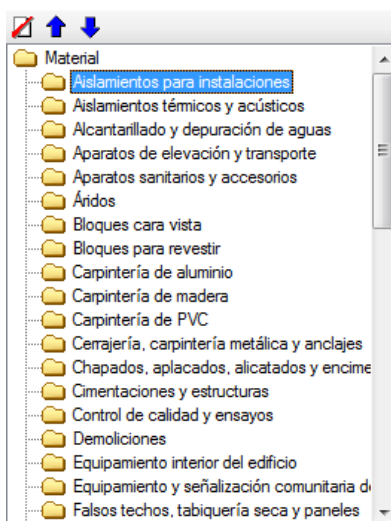 Material
Aislamientos para instalaciones
Aislamientos térmicos y acústicos
Alcantarillado y depuración de aguas
Aparatos de elevación y transporte
Aparatos sanitarios y accesorios
Áridos
Bloques cara vista
Bloques para revestir
Carpintería de aluminio
Carpintería de madera
Carpintería de PVC
Cerrajería, carpintería metálica y anclajes
Chapados, aplacados, alicatados y encime
Cimentaciones y estructuras
Control de calidad y ensayos
Demoliciones
Equipamiento interior del edificio
Equipamiento y señalización comunitaria d
Falsos techos, tabiquería seca y paneles